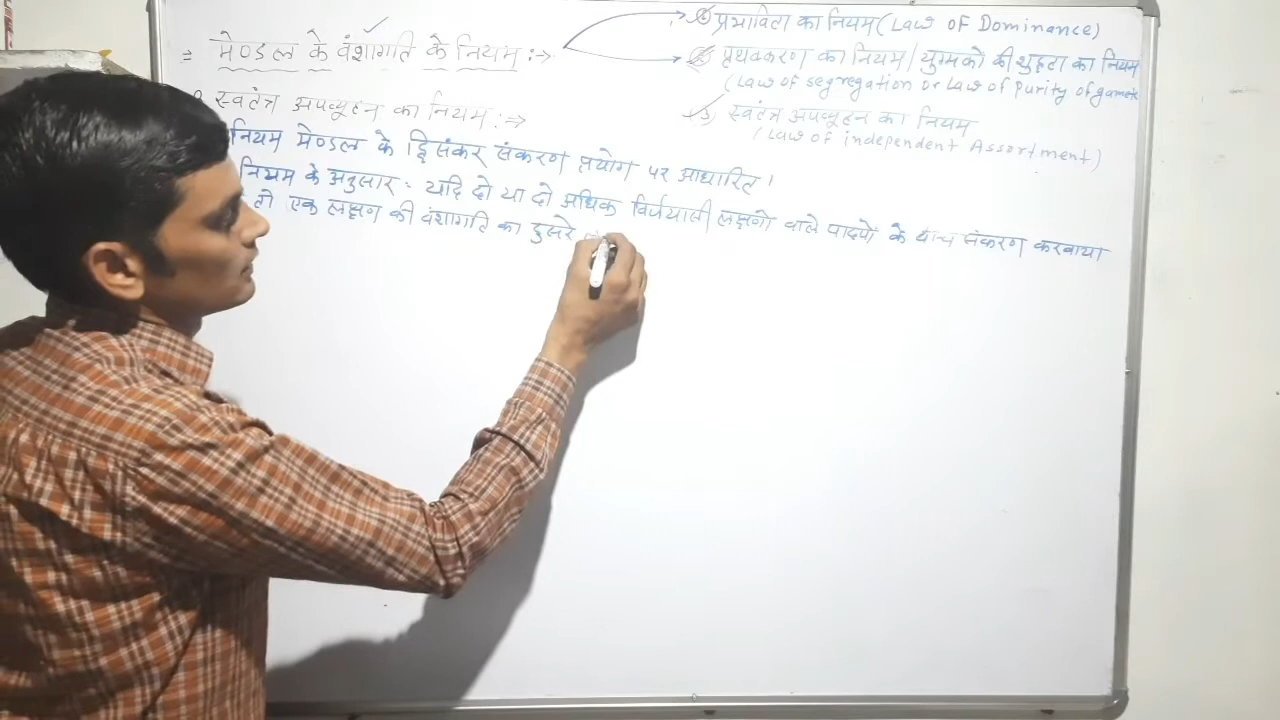 = मेण्डल के वंशागति के नियम :->
① प्रभाविता का नियम (Law of Dominance)
② पृथक्करण का नियम / युग्मको की शुद्धता का नियम
(Law of segregation or Law of Purity of gamete
③ स्वतंत्र अपव्यूहन का नियम
(Law of independent Assortment)
स्वतंत्र अपव्यूहन का नियम :->
नियम मेण्डल के द्विसंकर संकरण प्रयोग पर आधारित।
नियम के अनुसार : यदि दो या दो अधिक विर्पयासी लक्षणो वाले पादपो के बीच संकरण करवाया
तो एक लक्षण की वंशागति का दुसरे